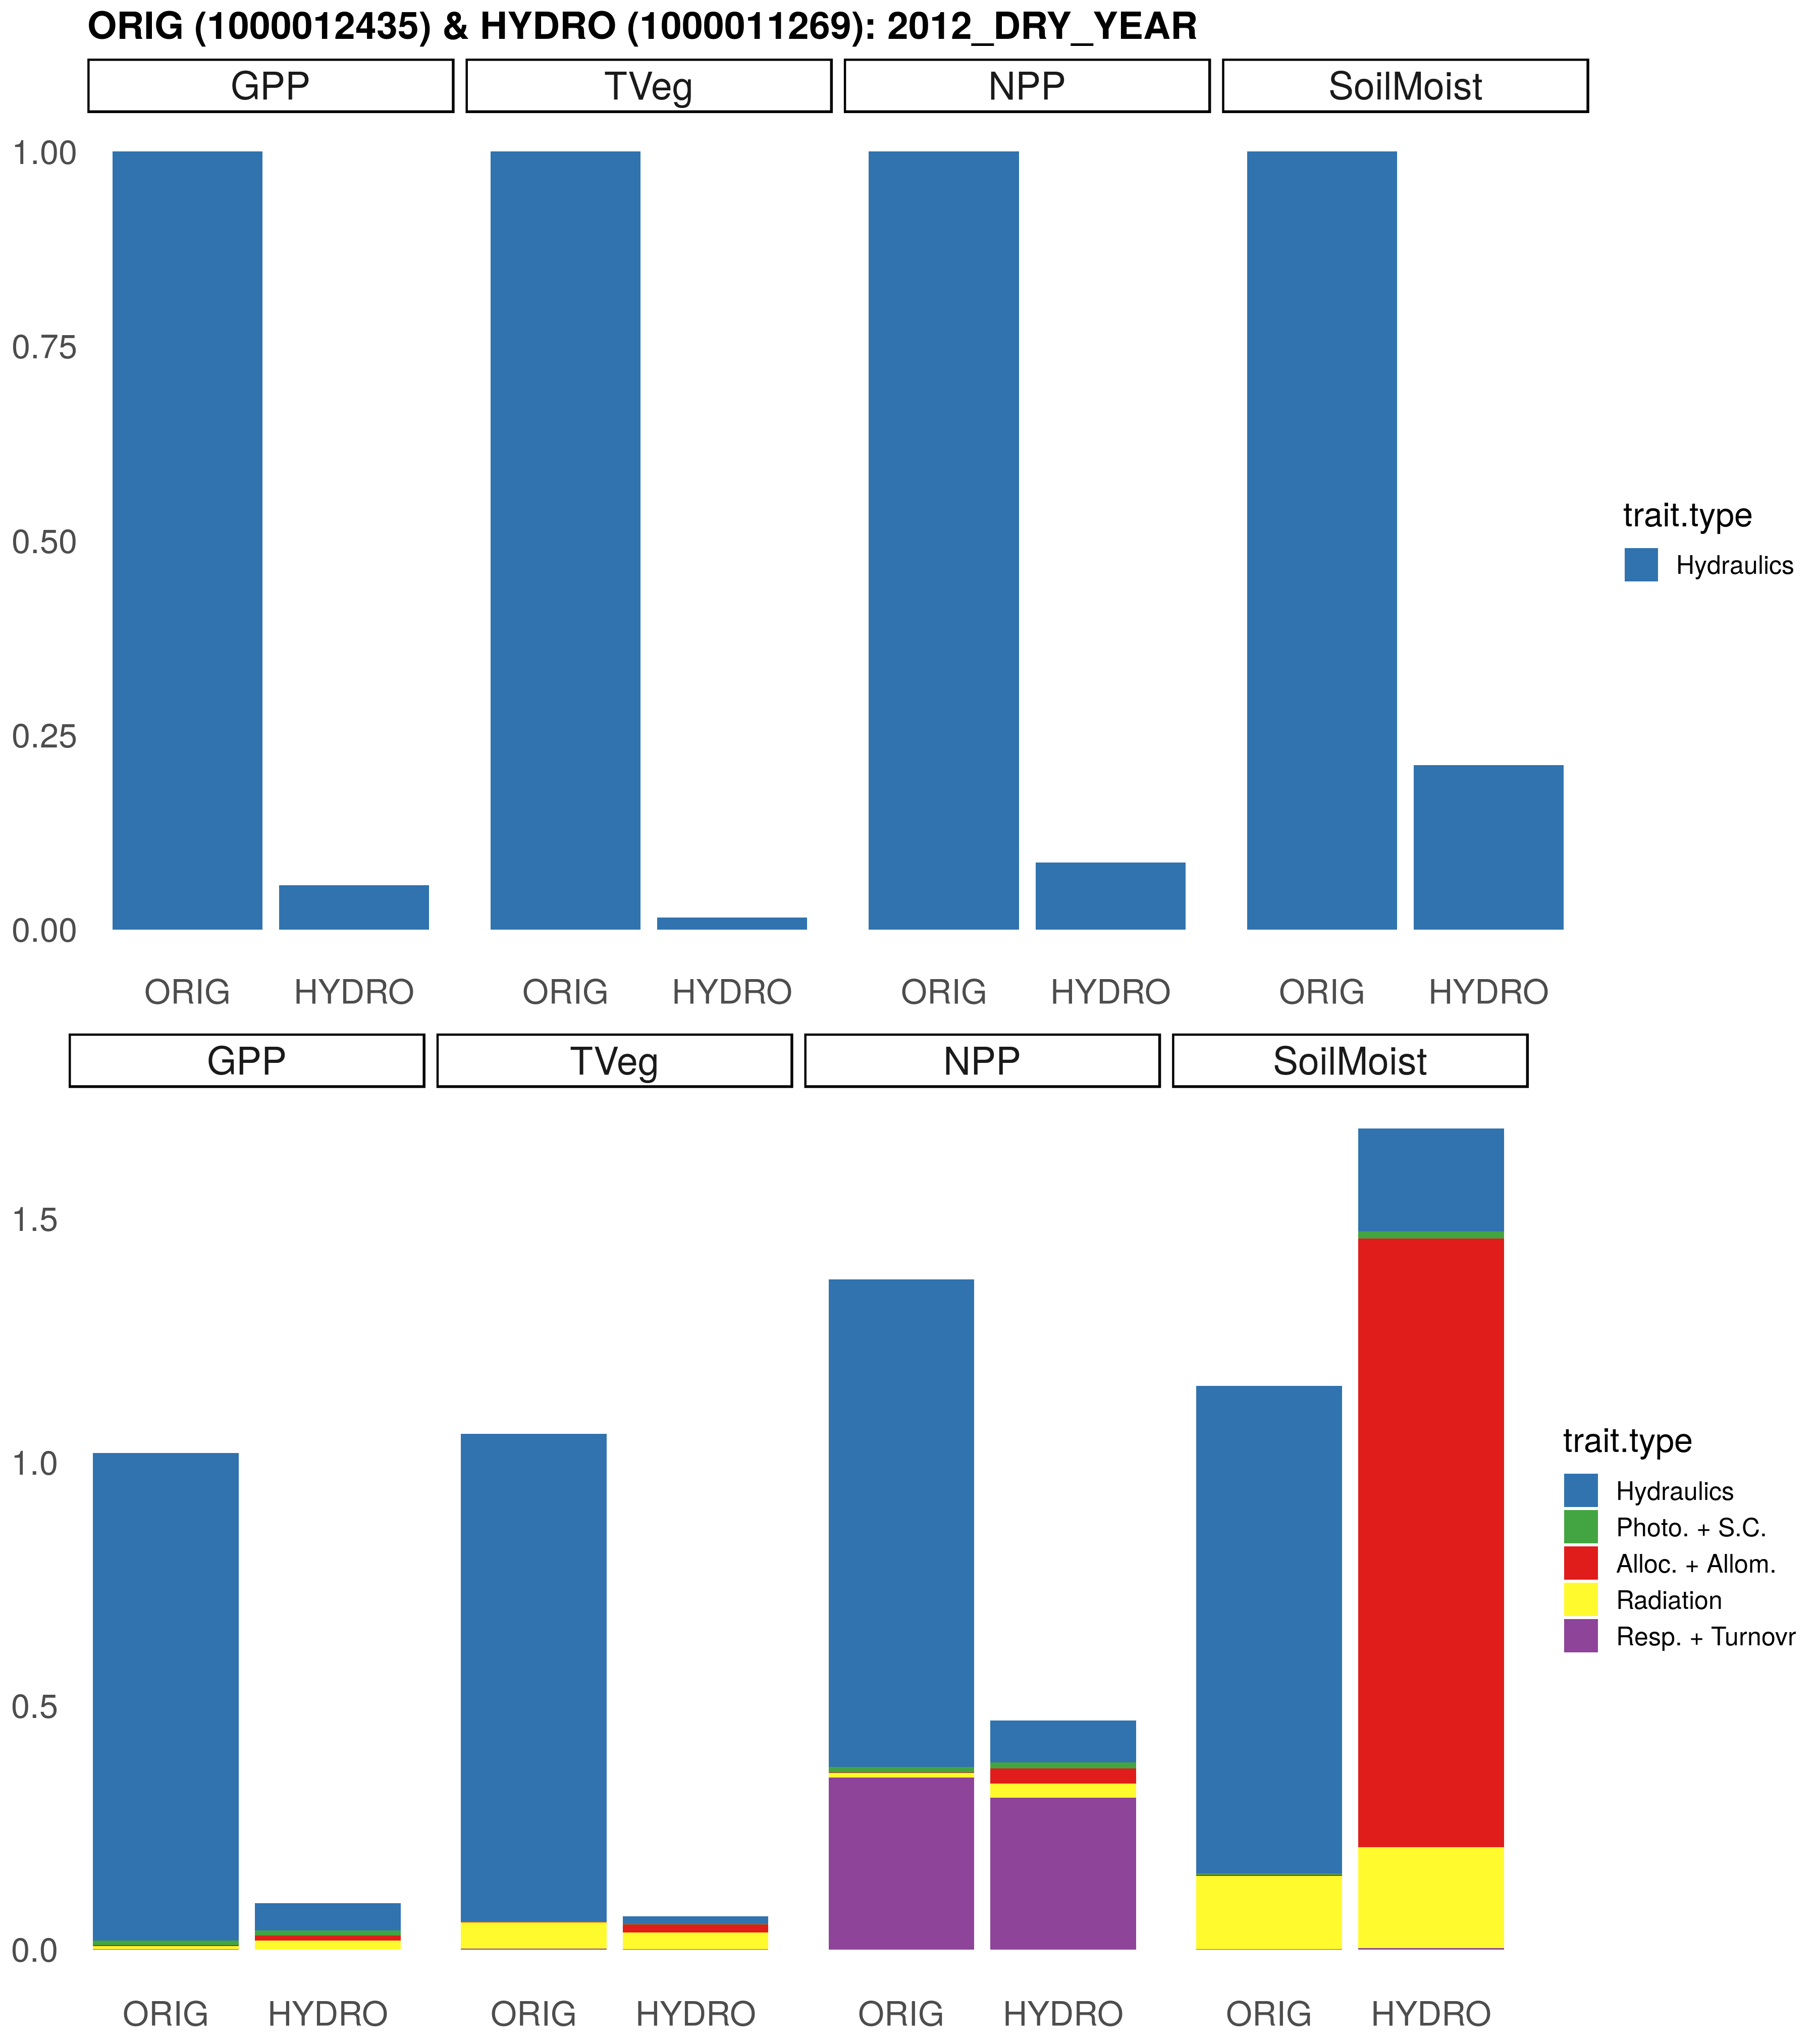 ORIG (1000012435) & HYDRO (1000011269): 2012_DRY_YEAR
GPP TVeg NPP SoilMoist
1.00
0.75
0.50
0.25
0.00
ORIG HYDRO ORIG HYDRO ORIG HYDRO ORIG HYDRO
trait.type
Hydraulics
GPP TVeg NPP SoilMoist
1.5
1.0
0.5
0.0
ORIG HYDRO ORIG HYDRO ORIG HYDRO ORIG HYDRO
trait.type
Hydraulics
Photo. + S.C.
Alloc. + Allom.
Radiation
Resp. + Turnovr